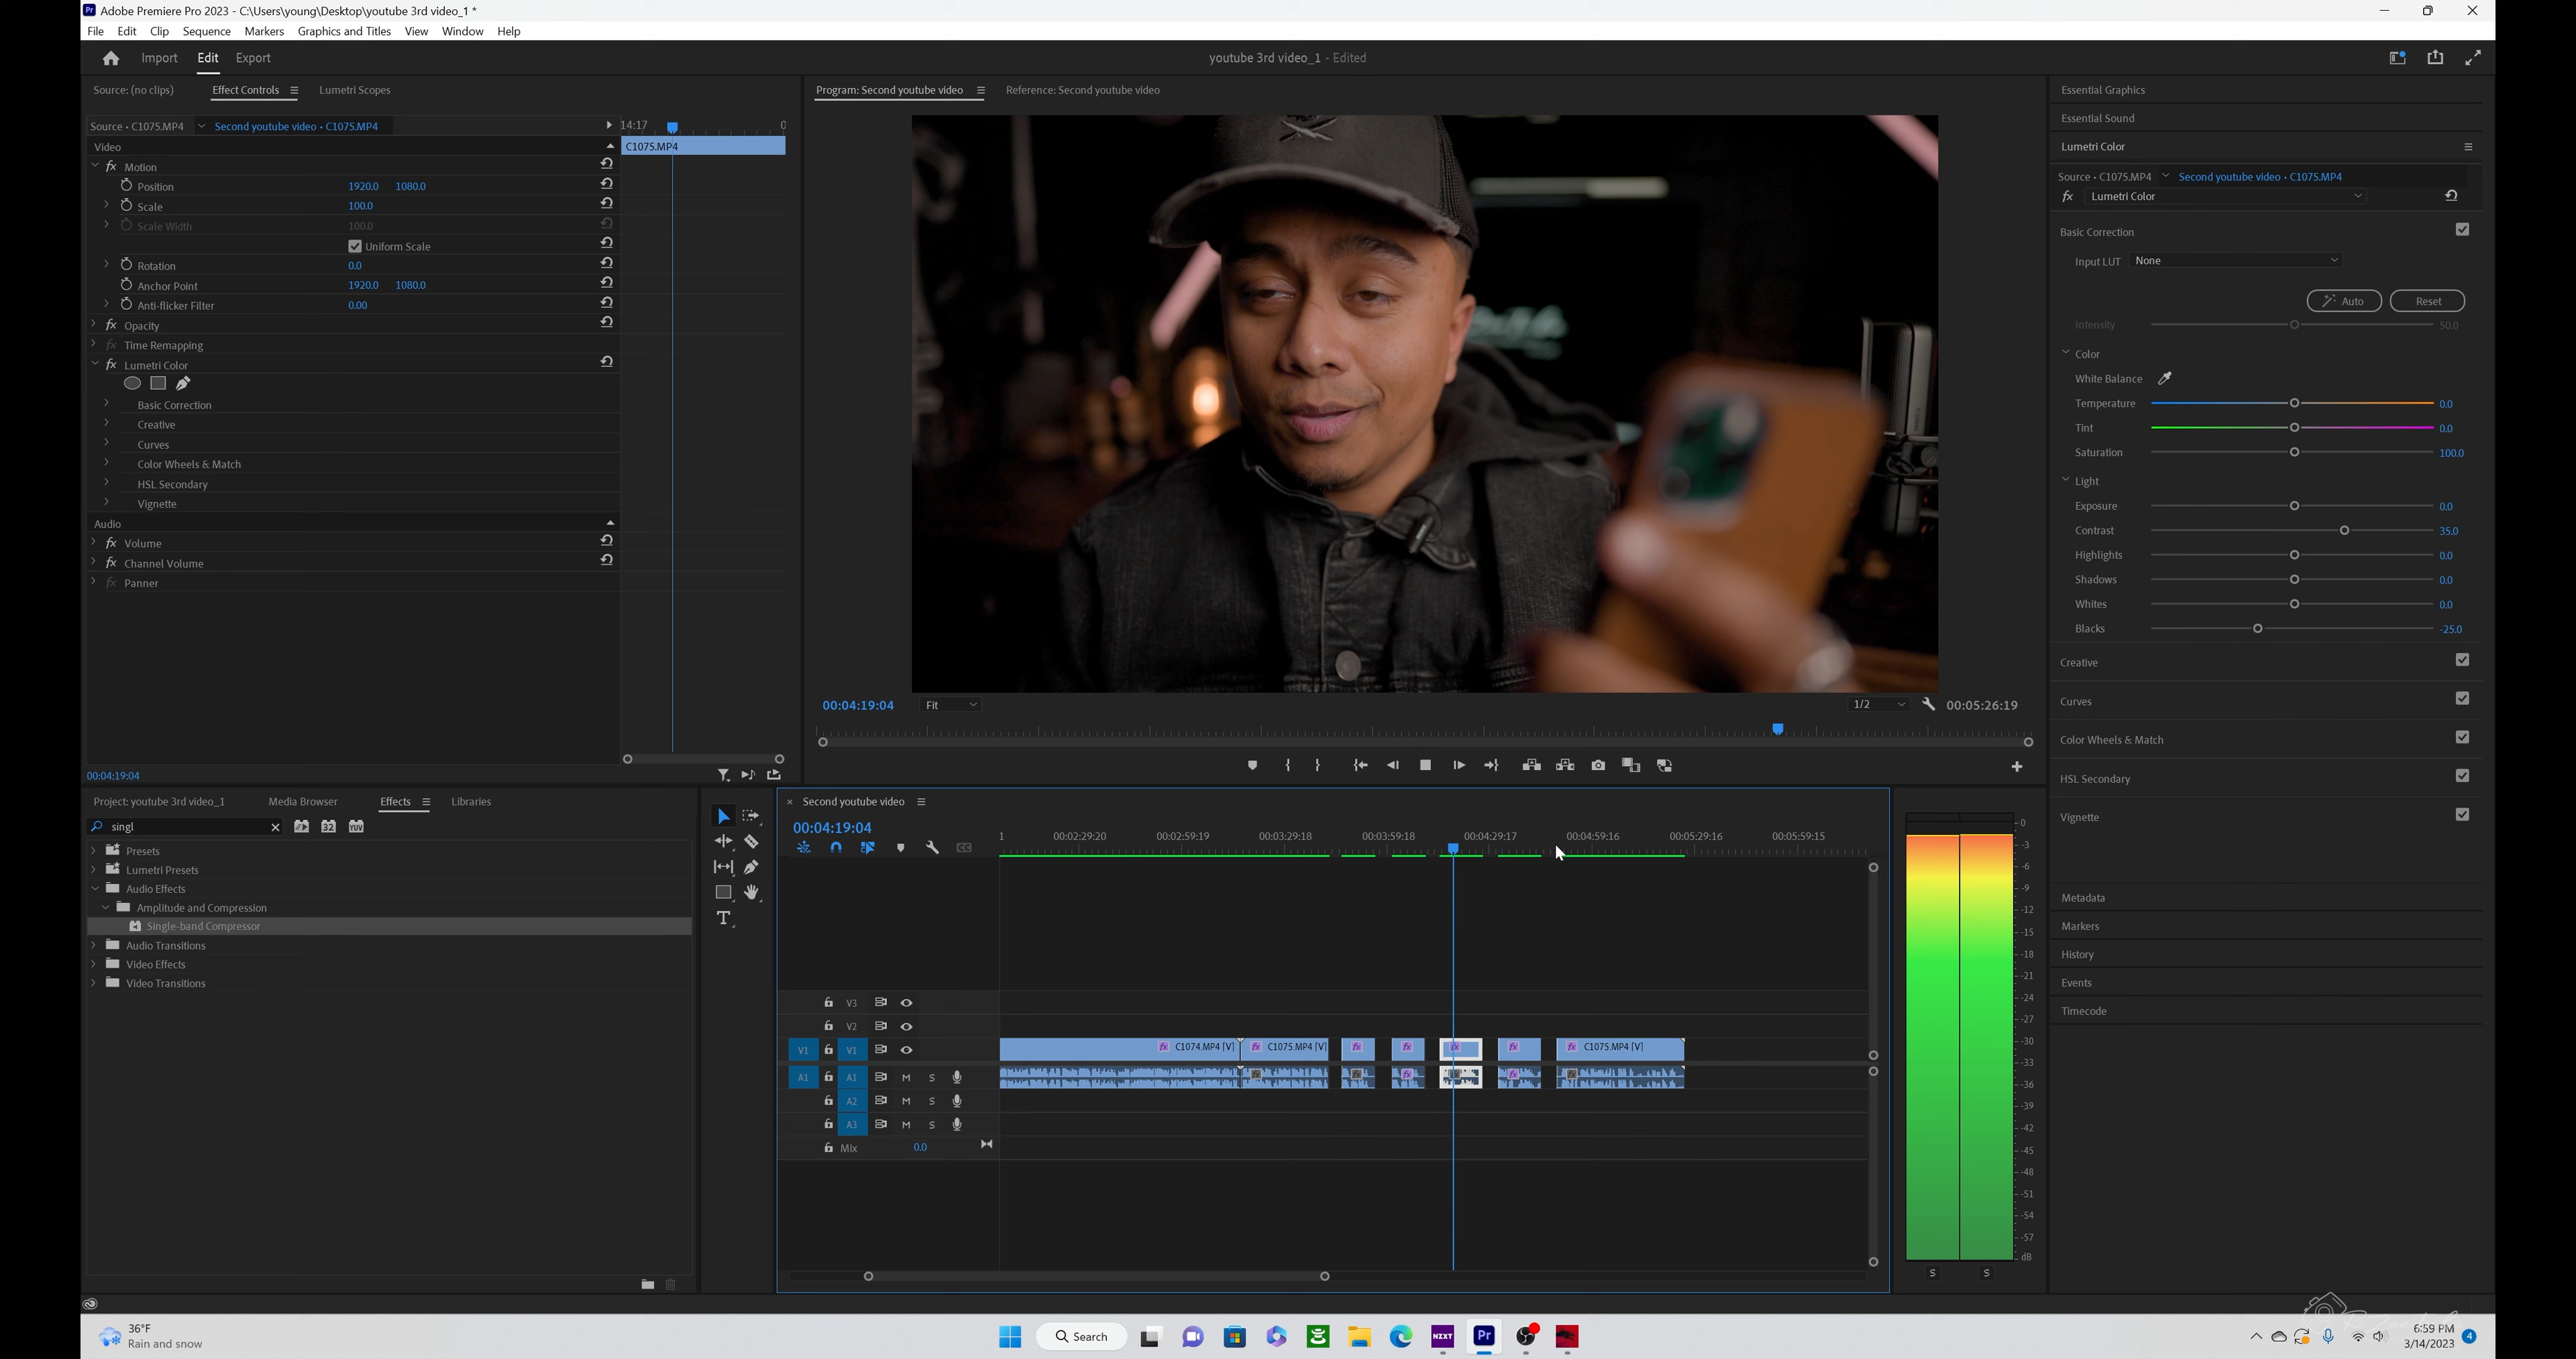 Adobe Premiere Pro 2023 - C:\Users\young\Desktop\youtube 3rd video_1 *
File Edit Clip Sequence Markers Graphics and Titles View Window Help
Import Edit Export
youtube 3rd video_1 - Edited
Source: (no clips) Effect Controls Lumetri Scopes
Source • C1075.MP4 Second youtube video • C1075.MP4
14:17 0
Video
C1075.MP4
fx Motion
Position 1920.0 1080.0
Scale 100.0
Scale Width 100.0
Uniform Scale
Rotation 0.0
Anchor Point 1920.0 1080.0
Anti-flicker Filter 0.00
fx Opacity
fx Time Remapping
fx Lumetri Color
Basic Correction
Creative
Curves
Color Wheels & Match
HSL Secondary
Vignette
Audio
fx Volume
fx Channel Volume
fx Panner
00:04:19:04
Program: Second youtube video Reference: Second youtube video
00:04:19:04 Fit 1/2 00:05:26:19
Essential Graphics
Essential Sound
Lumetri Color
Source • C1075.MP4 Second youtube video • C1075.MP4
fx Lumetri Color
Basic Correction
Input LUT None
Auto Reset
Intensity 50.0
Color
White Balance
Temperature 0.0
Tint 0.0
Saturation 100.0
Light
Exposure 0.0
Contrast 35.0
Highlights 0.0
Shadows 0.0
Whites 0.0
Blacks -25.0
Creative
Curves
Color Wheels & Match
HSL Secondary
Vignette
Metadata
Markers
History
Events
Timecode
Project: youtube 3rd video_1 Media Browser Effects Libraries
singl 32 YUV
Presets
Lumetri Presets
Audio Effects
Amplitude and Compression
Single-band Compressor
Audio Transitions
Video Effects
Video Transitions
T
× Second youtube video
00:04:19:04
1 00:02:29:20 00:02:59:19 00:03:29:18 00:03:59:18 00:04:29:17 00:04:59:16 00:05:29:16 00:05:59:15
CC
V3
V2
V1 V1 fx C1074.MP4 [V] fx C1075.MP4 [V] fx fx fx fx fx C1075.MP4 [V]
A1 A1 M S fx fx fx fx fx fx
A2 M S
A3 M S
Mix 0.0
0
-3
-6
-9
-12
-15
-18
-21
-24
-27
-30
-33
-36
-39
-42
-45
-48
-51
-54
-57
dB
S S
36°F
Rain and snow
Search
NZXT
Pr
6:59 PM
3/14/2023
4